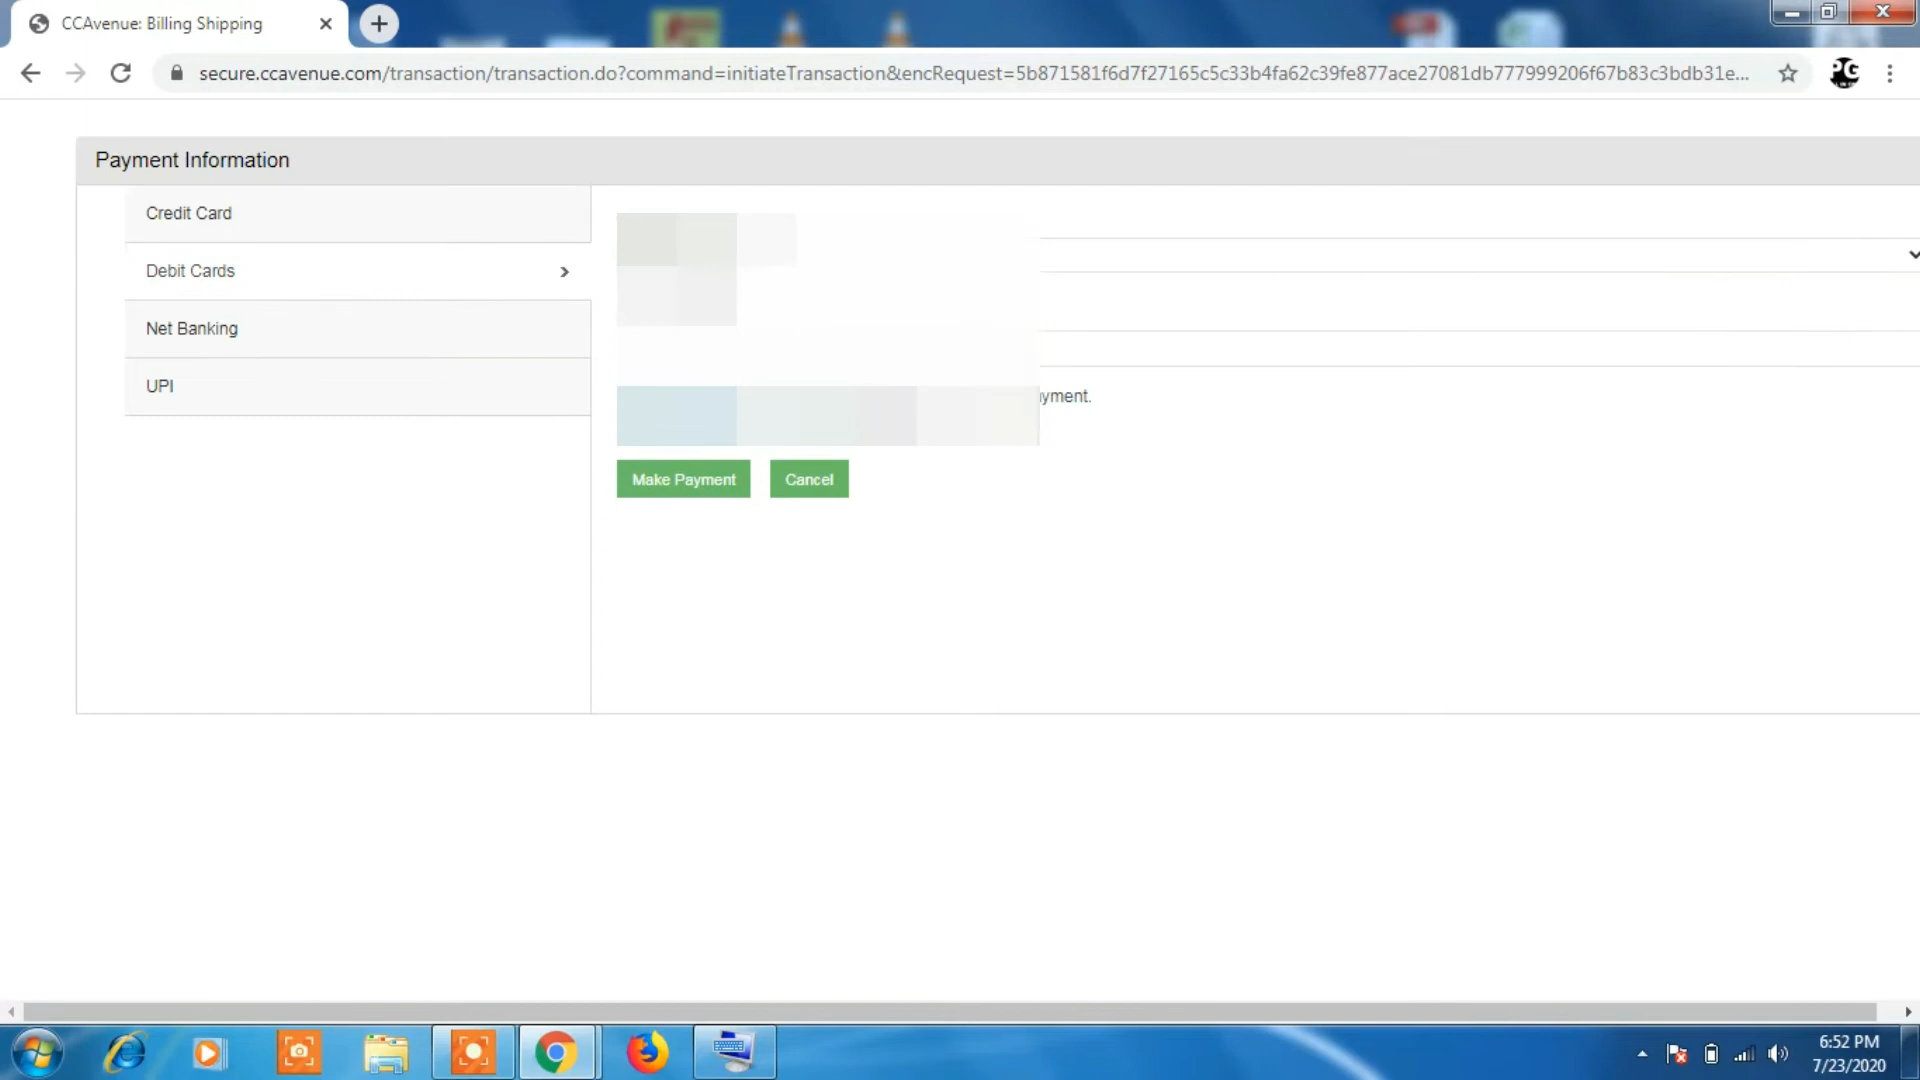 CCAvenue: Billing Shipping
secure.ccavenue.com/transaction/transaction.do?command=initiateTransaction&encRequest=5b871581f6d7f27165c5c33b4fa62c39fe877ace27081db777999206f67b83c3bdb31e...
Payment Information
Credit Card
Debit Cards
Net Banking
UPI
yment.
Make Payment
Cancel
6:52 PM
7/23/2020